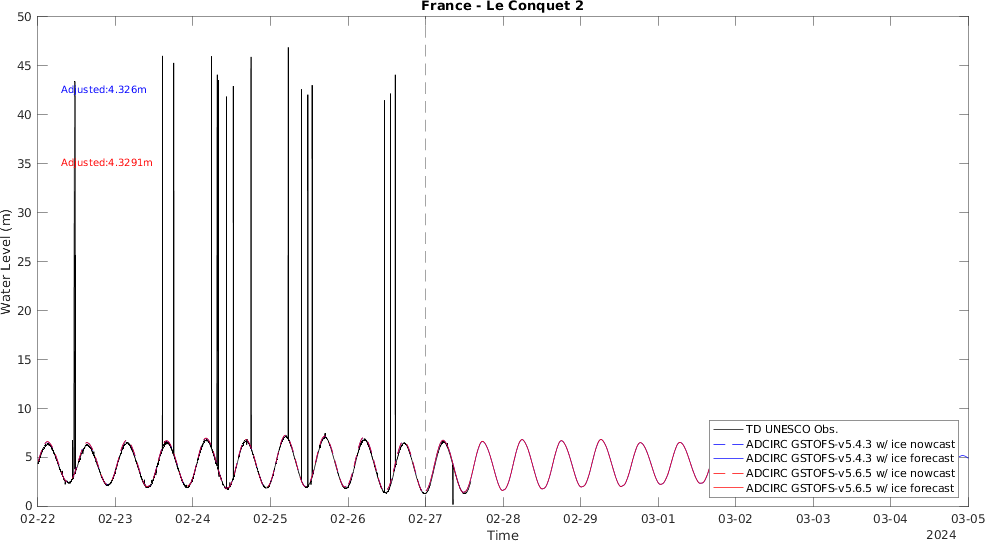 France - Le Conquet 2
50
45
Adjusted:4.326m
40
35
Adjusted:4.3291m
30
25
20
15
10
5
0
Water Level (m)
TD UNESCO Obs.
ADCIRC GSTOFS-v5.4.3 w/ ice nowcast
ADCIRC GSTOFS-v5.4.3 w/ ice forecast
ADCIRC GSTOFS-v5.6.5 w/ ice nowcast
ADCIRC GSTOFS-v5.6.5 w/ ice forecast
02-22 02-23 02-24 02-25 02-26 02-27 02-28 02-29 03-01 03-02 03-03 03-04 03-05
Time
2024